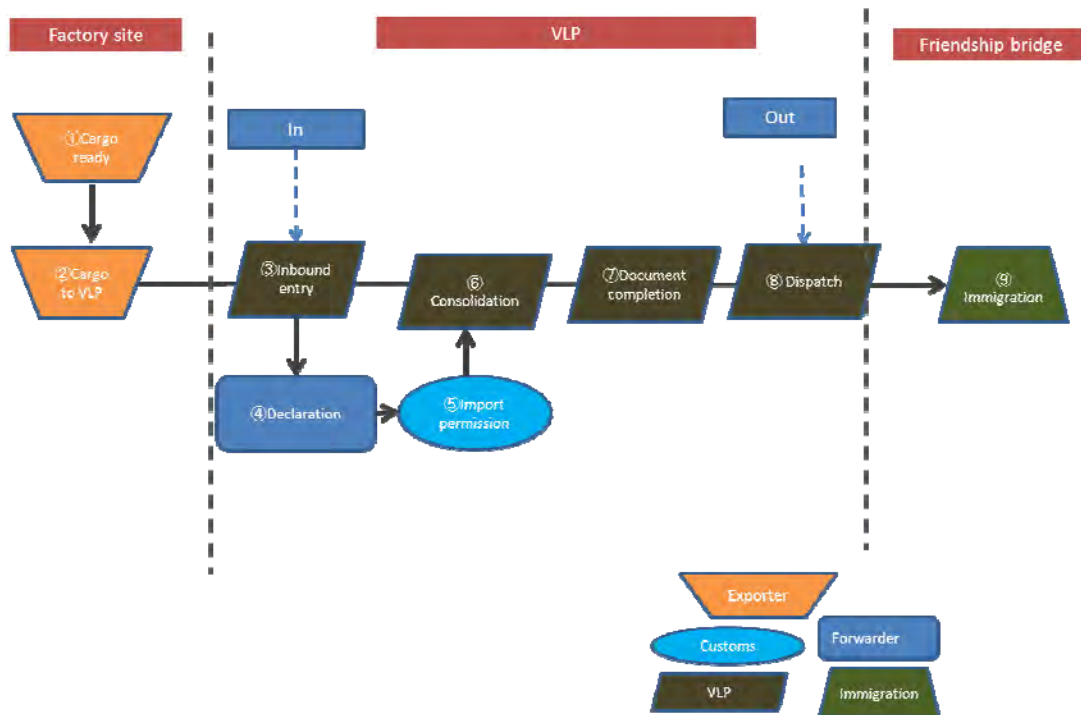 Factory site
VLP
Friendship bridge
In
Out
①Cargo
ready
②Cargo
to VLP
③Inbound
entry
⑥
Consolidation
⑦Document
completion
⑧Dispatch
⑨
Immigration
④Declaration
⑤Import
permission
Exporter
Customs
Forwarder
VLP
Immigration